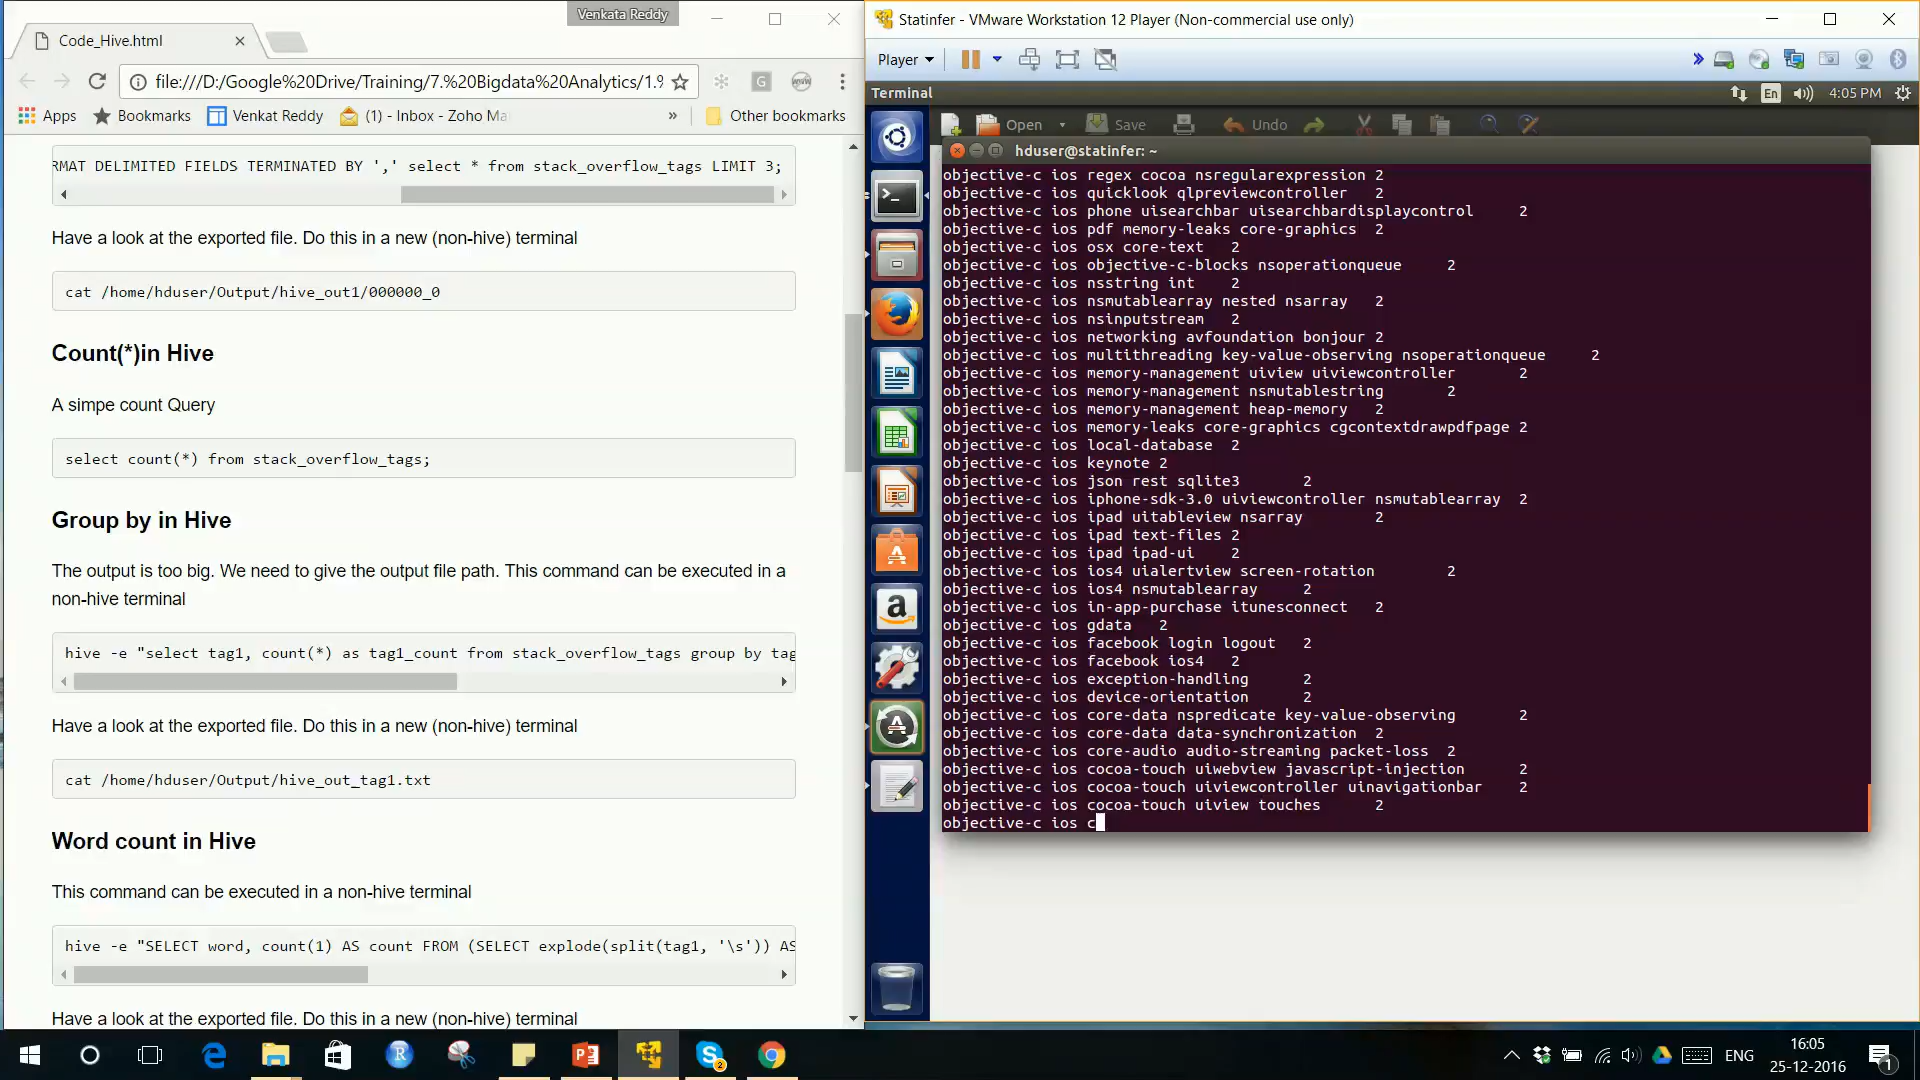 Venkata Reddy
Code_Hive.html
file:///D:/Google%20Drive/Training/7.%20Bigdata%20Analytics/1.9
Apps
Bookmarks
Venkat Reddy
(1) - Inbox - Zoho Ma
»
Other bookmarks
RMAT DELIMITED FIELDS TERMINATED BY ',' select * from stack_overflow_tags LIMIT 3;
Have a look at the exported file. Do this in a new (non-hive) terminal
cat /home/hduser/Output/hive_out1/000000_0
Count(*)in Hive
A simpe count Query
select count(*) from stack_overflow_tags;
Group by in Hive
The output is too big. We need to give the output file path. This command can be executed in a
non-hive terminal
hive -e "select tag1, count(*) as tag1_count from stack_overflow_tags group by tag
Have a look at the exported file. Do this in a new (non-hive) terminal
cat /home/hduser/Output/hive_out_tag1.txt
Word count in Hive
This command can be executed in a non-hive terminal
hive -e "SELECT word, count(1) AS count FROM (SELECT explode(split(tag1, '\s')) AS
Have a look at the exported file. Do this in a new (non-hive) terminal
Statinfer - VMware Workstation 12 Player (Non-commercial use only)
Player
Terminal
En
4:05 PM
Open
Save
Undo
hduser@statinfer: ~
objective-c ios regex cocoa nsregularexpression 2
objective-c ios quicklook qlpreviewcontroller 2
objective-c ios phone uisearchbar uisearchbardisplaycontrol 2
objective-c ios pdf memory-leaks core-graphics 2
objective-c ios osx core-text 2
objective-c ios objective-c-blocks nsoperationqueue 2
objective-c ios nsstring int 2
objective-c ios nsmutablearray nested nsarray 2
objective-c ios nsinputstream 2
objective-c ios networking avfoundation bonjour 2
objective-c ios multithreading key-value-observing nsoperationqueue 2
objective-c ios memory-management uiview uiviewcontroller 2
objective-c ios memory-management nsmutablestring 2
objective-c ios memory-management heap-memory 2
objective-c ios memory-leaks core-graphics cgcontextdrawpdfpage 2
objective-c ios local-database 2
objective-c ios keynote 2
objective-c ios json rest sqlite3 2
objective-c ios iphone-sdk-3.0 uiviewcontroller nsmutablearray 2
objective-c ios ipad uitableview nsarray 2
objective-c ios ipad text-files 2
objective-c ios ipad ipad-ui 2
objective-c ios ios4 uialertview screen-rotation 2
objective-c ios ios4 nsmutablearray 2
objective-c ios in-app-purchase itunesconnect 2
objective-c ios gdata 2
objective-c ios facebook login logout 2
objective-c ios facebook ios4 2
objective-c ios exception-handling 2
objective-c ios device-orientation 2
objective-c ios core-data nspredicate key-value-observing 2
objective-c ios core-data data-synchronization 2
objective-c ios core-audio audio-streaming packet-loss 2
objective-c ios cocoa-touch uiwebview javascript-injection 2
objective-c ios cocoa-touch uiviewcontroller uinavigationbar 2
objective-c ios cocoa-touch uiview touches 2
objective-c ios c
ENG
16:05
25-12-2016
1